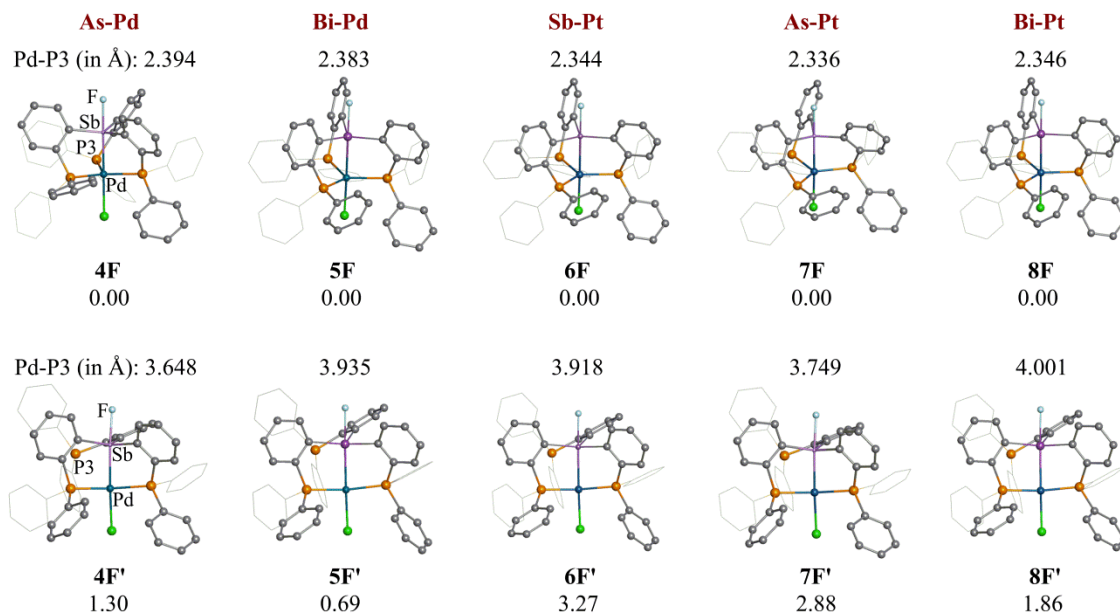 As-Pd Bi-Pd Sb-Pt As-Pt Bi-Pt
Pd-P3 (in Å): 2.394 2.383 2.344 2.336 2.346
F
Sb
P3
Pd
4F 5F 6F 7F 8F
0.00 0.00 0.00 0.00 0.00
Pd-P3 (in Å): 3.648 3.935 3.918 3.749 4.001
F
P3 Sb
Pd
4F' 5F' 6F' 7F' 8F'
1.30 0.69 3.27 2.88 1.86